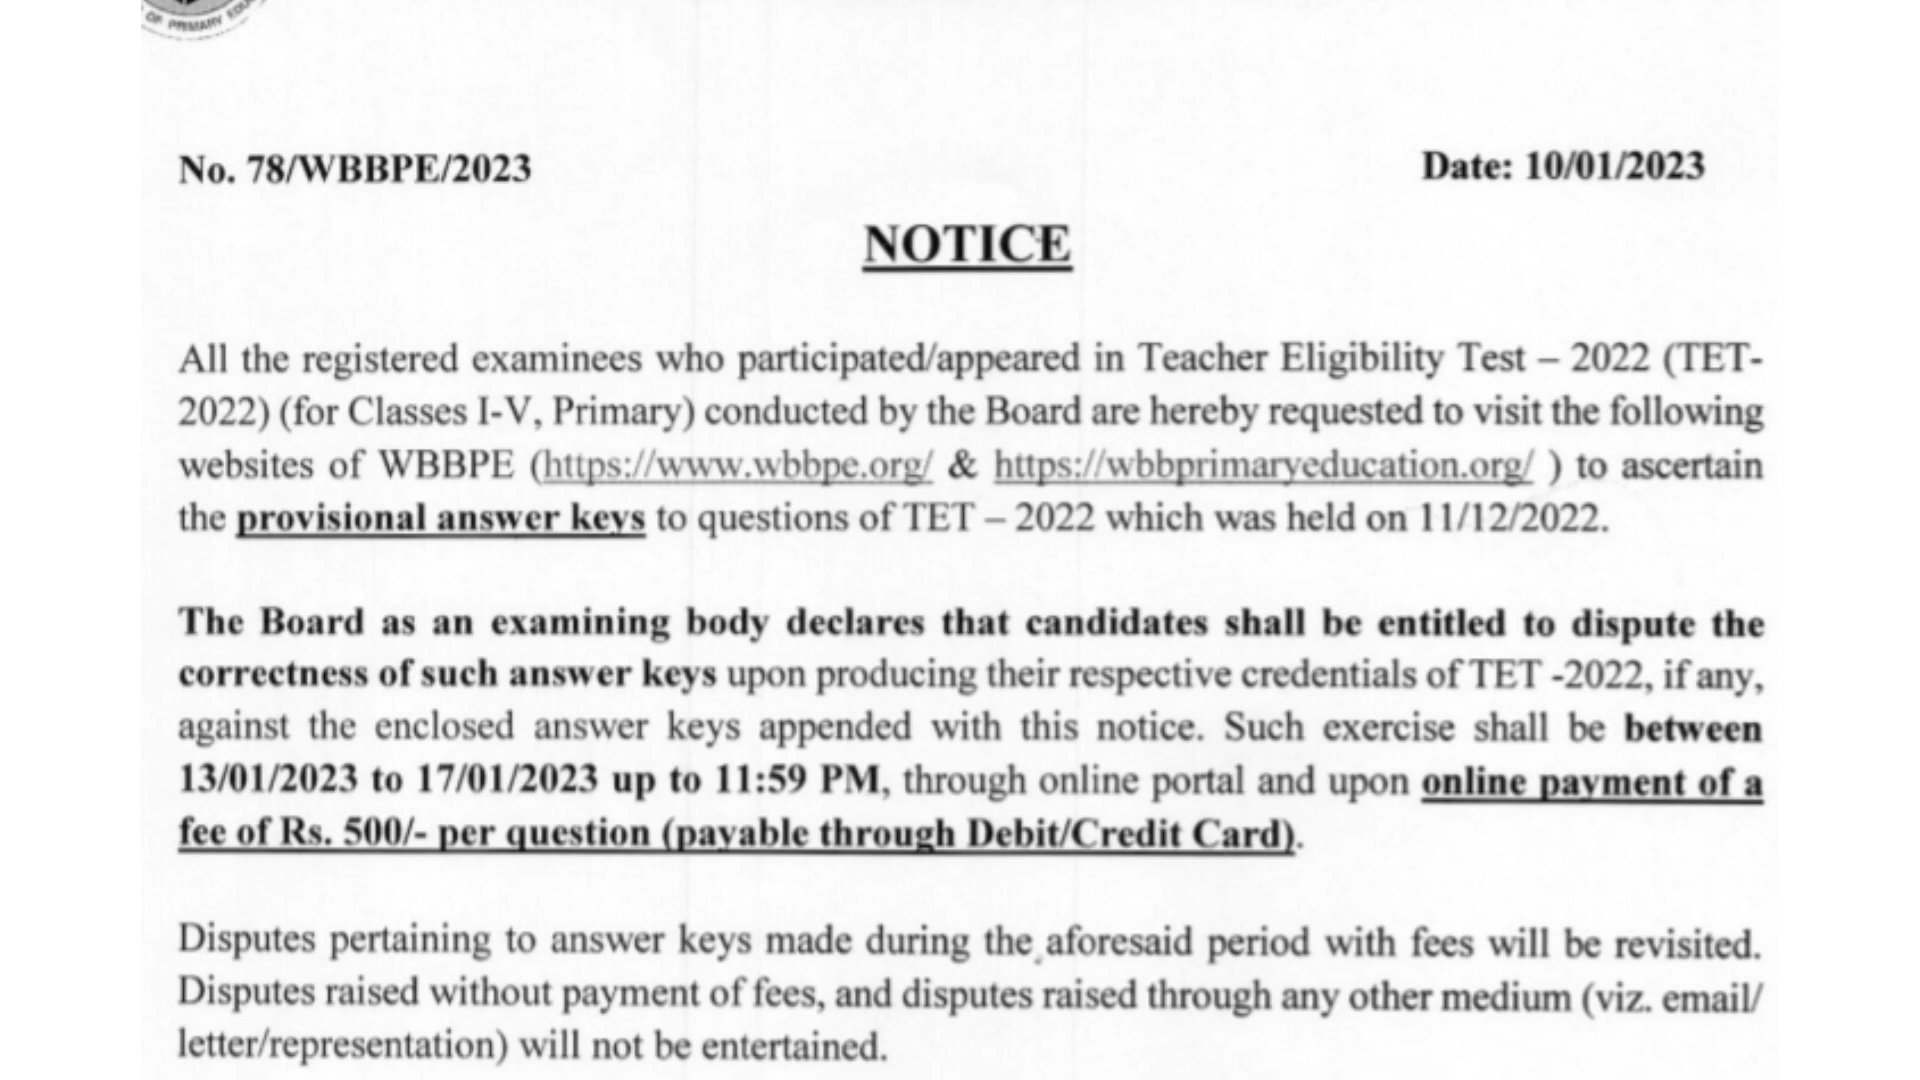 OF PRIMARY EDU
No. 78/WBBPE/2023
Date: 10/01/2023
NOTICE
All the registered examinees who participated/appeared in Teacher Eligibility Test – 2022 (TET-
2022) (for Classes I-V, Primary) conducted by the Board are hereby requested to visit the following
websites of WBBPE (https://www.wbbpe.org/ & https://wbbprimaryeducation.org/ ) to ascertain
the provisional answer keys to questions of TET – 2022 which was held on 11/12/2022.
The Board as an examining body declares that candidates shall be entitled to dispute the
correctness of such answer keys upon producing their respective credentials of TET -2022, if any,
against the enclosed answer keys appended with this notice. Such exercise shall be between
13/01/2023 to 17/01/2023 up to 11:59 PM, through online portal and upon online payment of a
fee of Rs. 500/- per question (payable through Debit/Credit Card).
Disputes pertaining to answer keys made during the aforesaid period with fees will be revisited.
Disputes raised without payment of fees, and disputes raised through any other medium (viz. email/
letter/representation) will not be entertained.